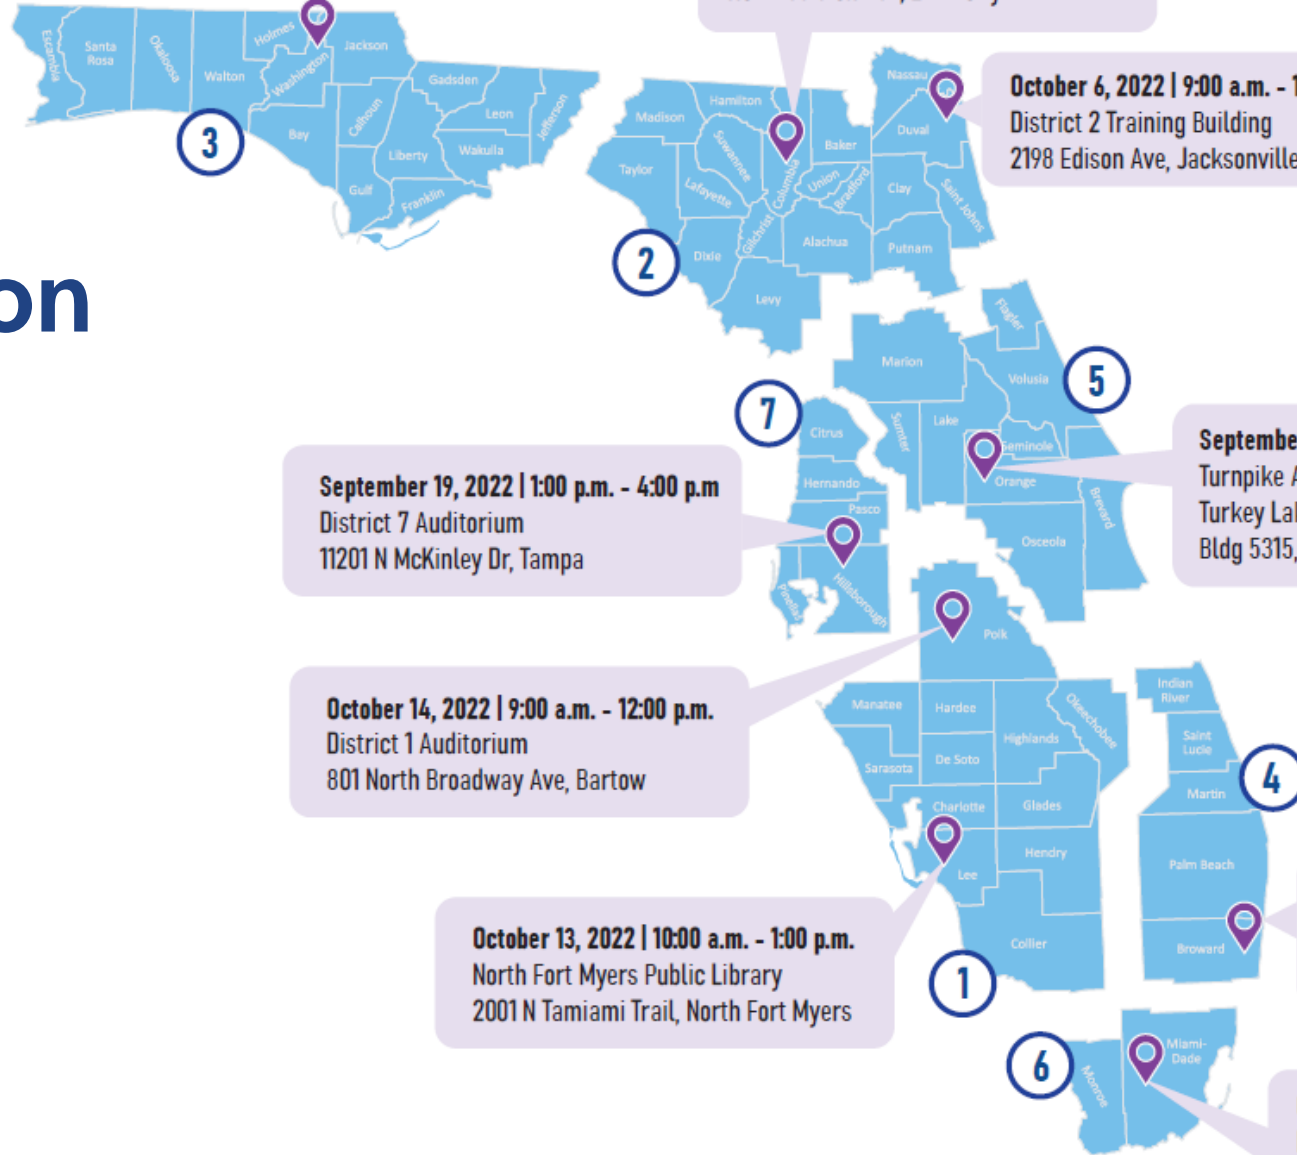 Escambia
Santa
Rosa
Okaloosa
Walton
Holmes
Washington
Jackson
Bay
Calhoun
Gulf
Liberty
Franklin
Gadsden
Leon
Wakulla
Jefferson
3
Madison
Hamilton
Taylor
Suwannee
Lafayette
Columbia
Baker
Union
Bradford
Nassau
Duval
Clay
Saint Johns
Dixie
Gilchrist
Alachua
Putnam
Levy
2
October 6, 2022 | 9:00 a.m. -
District 2 Training Building
2198 Edison Ave, Jacksonville
on
Flagler
Marion
Volusia
5
Lake
Sumter
Seminole
Orange
Brevard
Osceola
7
Citrus
Hernando
Pasco
Pinellas
Hillsborough
Turnpike
Bldg 5315,
September 19, 2022 | 1:00 p.m. - 4:00 p.m
District 7 Auditorium
11201 N McKinley Dr, Tampa
Polk
October 14, 2022 | 9:00 a.m. - 12:00 p.m.
District 1 Auditorium
801 North Broadway Ave, Bartow
Manatee
Hardee
Okeechobee
Highlands
Sarasota
De Soto
Charlotte
Glades
Lee
Hendry
Collier
1
Indian
River
Saint
Lucie
Martin
4
Palm Beach
Broward
October 13, 2022 | 10:00 a.m. - 1:00 p.m.
North Fort Myers Public Library
2001 N Tamiami Trail, North Fort Myers
6
Monroe
Miami-
Dade